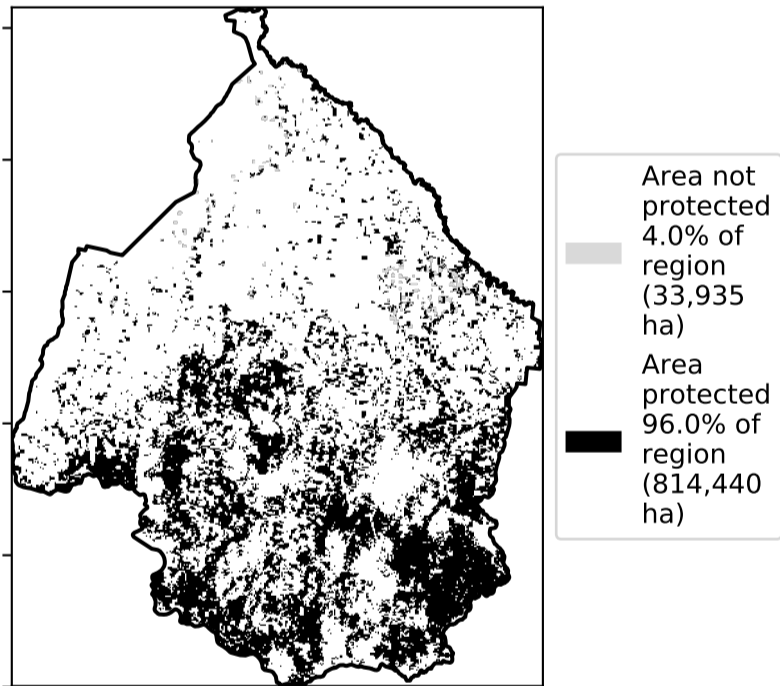 Area not
protected
4.0% of
region
(33,935
ha)
Area
protected
96.0% of
region
(814,440
ha)